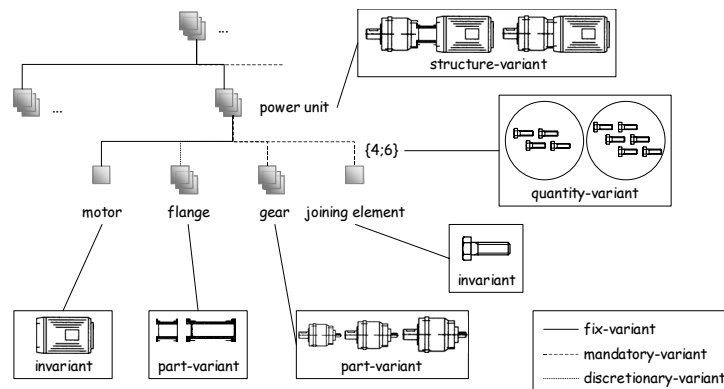 ...
structure-variant
...
power unit
{4;6}
quantity-variant
motor
flange
gear
joining element
invariant
invariant
part-variant
part-variant
fix-variant
mandatory-variant
discretionary-variant